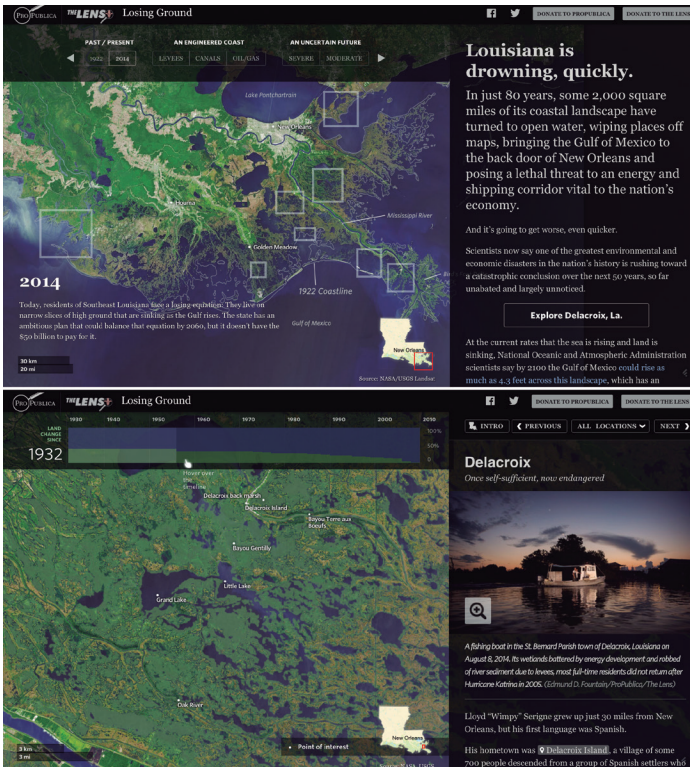 PROPUBLICA THE LENS Losing Ground DONATE TO PROPUBLICA DONATE TO THE LENS
PAST / PRESENT AN ENGINEERED COAST AN UNCERTAIN FUTURE
1922 2014 LEVEES CANALS OIL/GAS SEVERE MODERATE
Lake Pontchartrain
New Orleans
Houma
Mississippi River
Golden Meadow
1922 Coastline
Gulf of Mexico
2014
Today, residents of Southeast Louisiana face a losing equation: They live on
narrow slices of high ground that are sinking as the Gulf rises. The state has an
ambitious plan that could balance that equation by 2060, but it doesn't have the
$50 billion to pay for it.
30 km
20 mi
New Orleans
Source: NASA/USGS Landsat
Louisiana is
drowning, quickly.
In just 80 years, some 2,000 square
miles of its coastal landscape have
turned to open water, wiping places off
maps, bringing the Gulf of Mexico to
the back door of New Orleans and
posing a lethal threat to an energy and
shipping corridor vital to the nation's
economy.
And it's going to get worse, even quicker.
Scientists now say one of the greatest environmental and
economic disasters in the nation's history is rushing toward
a catastrophic conclusion over the next 50 years, so far
unabated and largely unnoticed.
Explore Delacroix, La.
At the current rates that the sea is rising and land is
sinking, National Oceanic and Atmospheric Administration
scientists say by 2100 the Gulf of Mexico could rise as
much as 4.3 feet across this landscape, which has an
PROPUBLICA THE LENS Losing Ground DONATE TO PROPUBLICA DONATE TO THE LENS
1930 1940 1950 1960 1970 1980 1990 2000 2010
LAND
CHANGE
SINCE
1932
100%
50%
0
Hover over
the
timeline
Delacroix back marsh
Delacroix Island
Bayou Terre aux
Boeufs
Bayou Gentilly
Little Lake
Grand Lake
Oak River
3 km
3 mi
New Orleans
Point of interest
Source: NASA, USGS
INTRO PREVIOUS ALL LOCATIONS NEXT
Delacroix
Once self-sufficient, now endangered
A fishing boat in the St. Bernard Parish town of Delacroix, Louisiana on
August 8, 2014. Its wetlands battered by energy development and robbed
of river sediment due to levees, most full-time residents did not return after
Hurricane Katrina in 2005. (Edmund D. Fountain/ProPublica/The Lens)
Lloyd "Wimpy" Serigne grew up just 30 miles from New
Orleans, but his first language was Spanish.
His hometown was Delacroix Island, a village of some
700 people descended from a group of Spanish settlers who